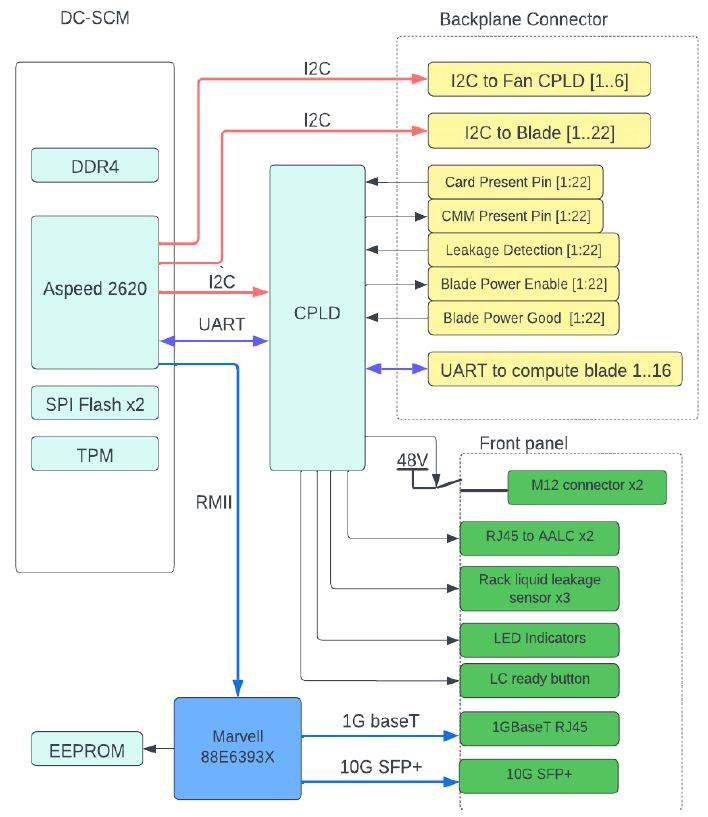 DC-SCM
Backplane Connector
I2C
I2C to Fan CPLD [1..6]
I2C
I2C to Blade [1..22]
DDR4
Card Present Pin [1:22]
CMM Present Pin [1:22]
Leakage Detection [1:22]
Aspeed 2620
I2C
Blade Power Enable [1:22]
CPLD
Blade Power Good [1:22]
UART
UART to compute blade 1..16
SPI Flash x2
TPM
Front panel
48V
M12 connector x2
RMII
RJ45 to AALC x2
Rack liquid leakage
sensor x3
LED Indicators
LC ready button
Marvell
88E6393X
1G baseT
1GBaseT RJ45
EEPROM
10G SFP+
10G SFP+